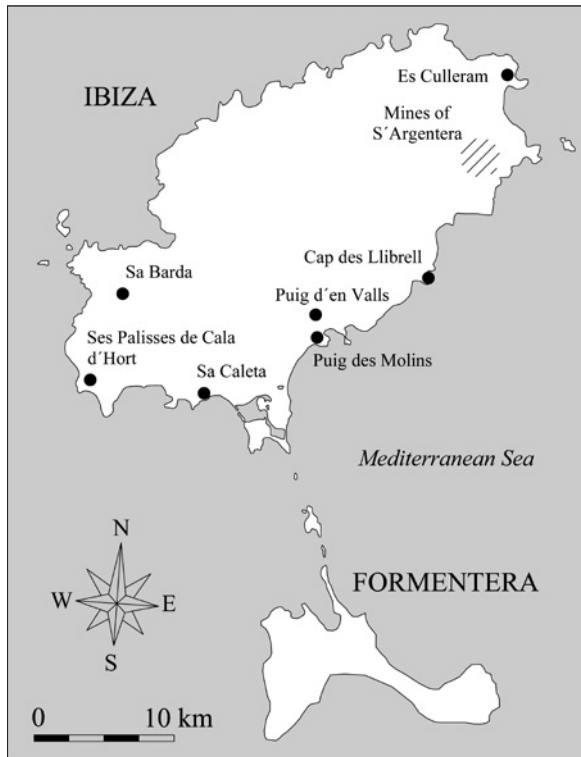 Es Culleram
IBIZA
Mines of
S´Argentera
Cap des Llibrell
Sa Barda
Puig d´en Valls
Ses Palisses de Cala
d´Hort
Sa Caleta
Puig des Molins
Mediterranean Sea
N
FORMENTERA
W E
S
0 10 km